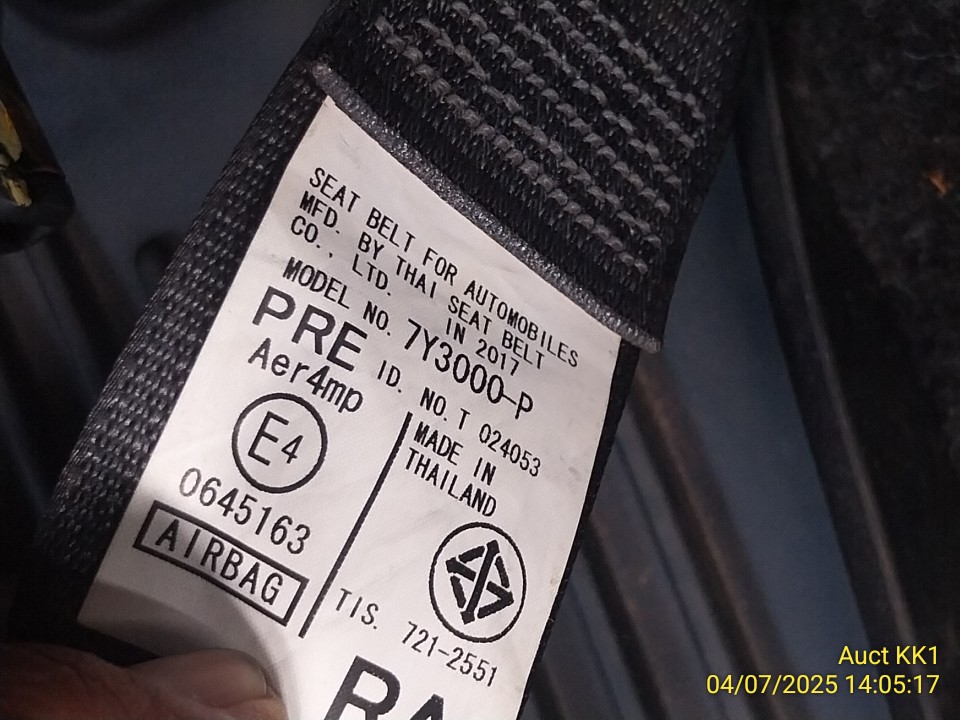 SEAT BELT FOR AUTOMOBILES
MFD. BY THAI SEAT BELT
CO., LTD. IN 2017
MODEL NO. 7Y3000-P
PRE ID. NO. T 024053
Aer4mp
E4
0645163
AIRBAG
MADE IN
THAILAND
TIS. 721-2551
RA
Auct KK1
04/07/2025 14:05:17